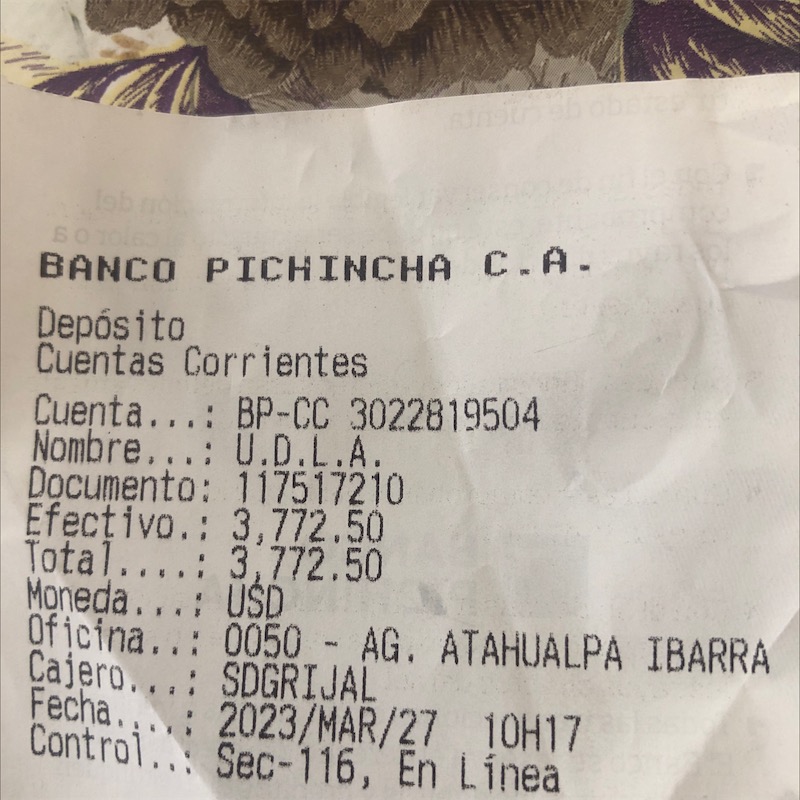 BANCO PICHINCHA C.A.
Depósito
Cuentas Corrientes
Cuenta...: BP-CC 3022819504
Nombre...: U.D.L.A.
Documento: 117517210
Efectivo.: 3,772.50
Total....: 3,772.50
Moneda...: USD
Oficina..: 0050 - AG. ATAHUALPA IBARRA
Cajero...: SDGRIJAL
Fecha....: 2023/MAR/27 10H17
Control..: Sec-116, En Línea